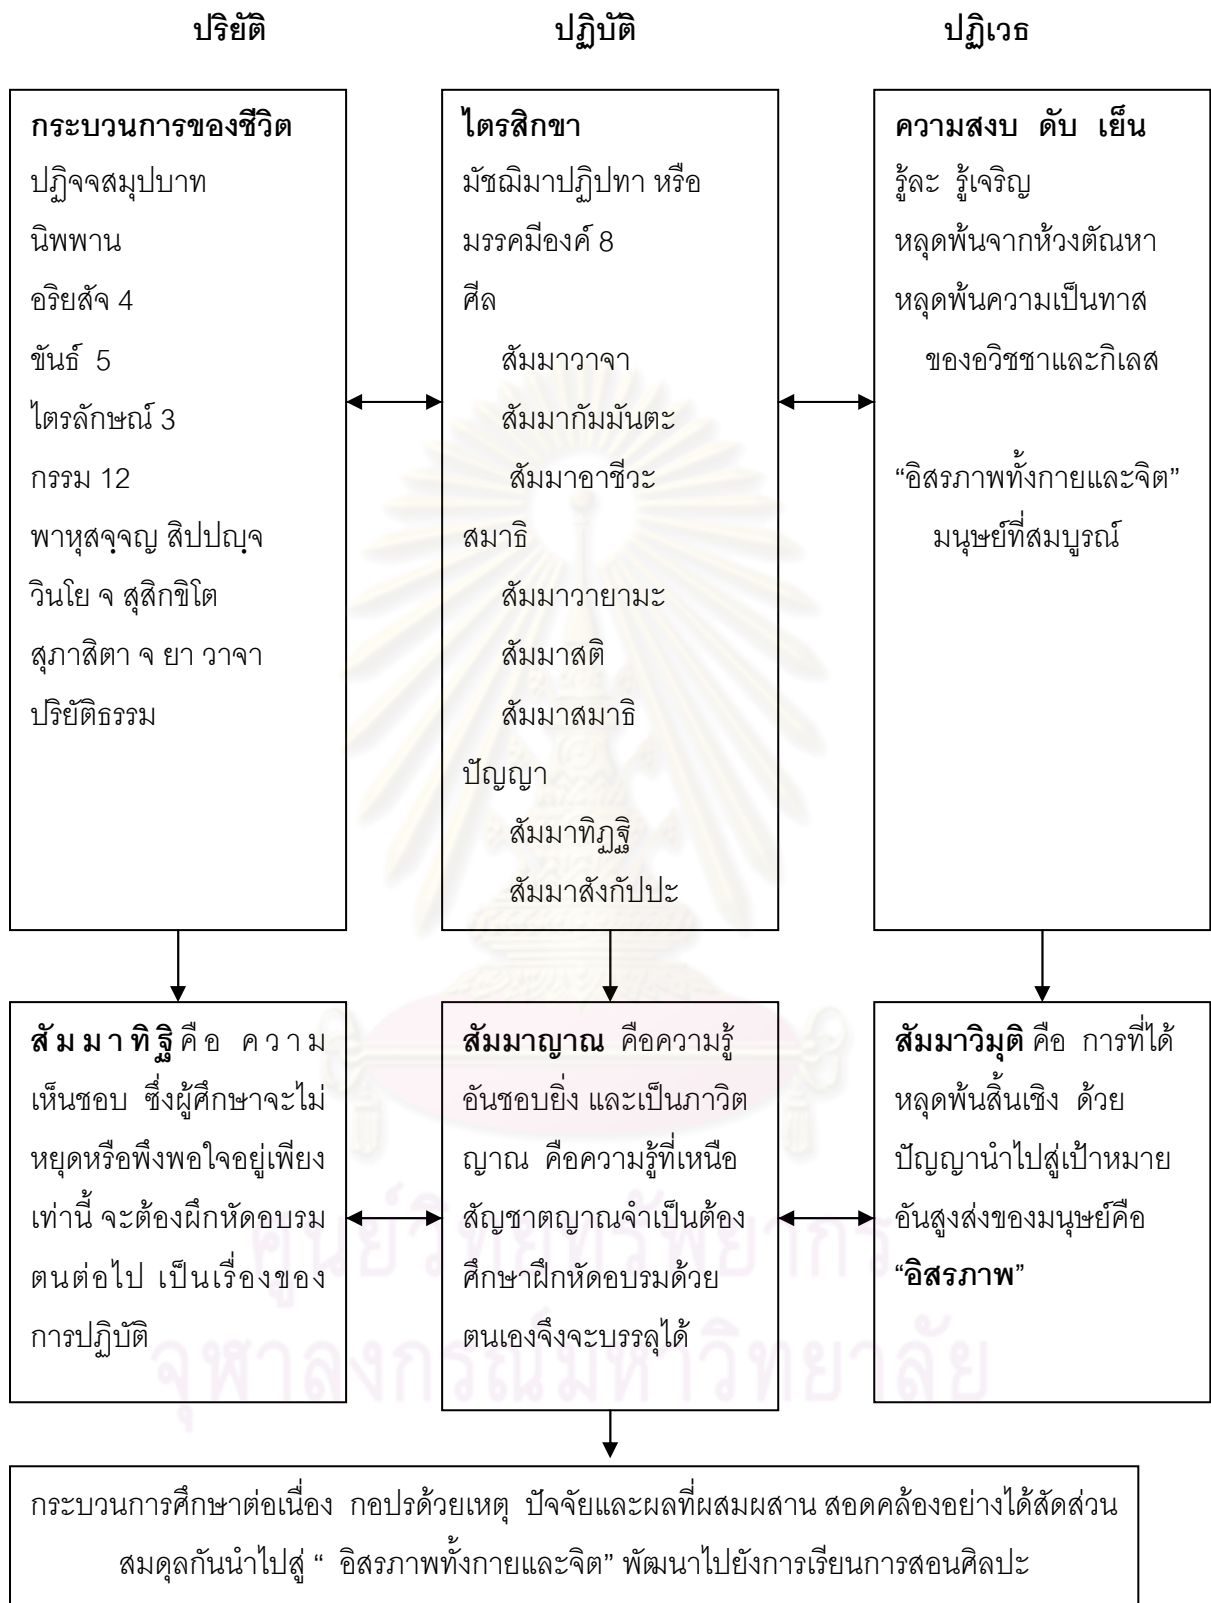 ปริยัติ
ปฏิบัติ
ปฏิเวธ
กระบวนการของชีวิต
ปฏิจจสมุปบาท
นิพพาน
อริยสัจ 4
ขันธ์ 5
ไตรลักษณ์ 3
กรรม 12
พาหุสจฺจญ สิปปญฺจ
วินโย จ สุสิกขิโต
สุภาสิตา จ ยา วาจา
ปริยัติธรรม
ไตรสิกขา
มัชฌิมาปฏิปทา หรือ
มรรคมีองค์ 8
ศีล
สัมมาวาจา
สัมมากัมมันตะ
สัมมาอาชีวะ
สมาธิ
สัมมาวายามะ
สัมมาสติ
สัมมาสมาธิ
ปัญญา
สัมมาทิฏฐิ
สัมมาสังกัปปะ
ความสงบ ดับ เย็น
รู้ละ รู้เจริญ
หลุดพ้นจากห้วงตัณหา
หลุดพ้นความเป็นทาส
ของอวิชชาและกิเลส
“อิสรภาพทั้งกายและจิต”
มนุษย์ที่สมบูรณ์
สัมมาทิฐิคือ ความ
เห็นชอบ ซึ่งผู้ศึกษาจะไม่
หยุดหรือพึงพอใจอยู่เพียง
เท่านี้ จะต้องผึกหัดอบรม
ตนต่อไป เป็นเรื่องของ
การปฏิบัติ
สัมมาญาณ คือความรู้
อันชอบยิ่ง และเป็นภาวิต
ญาณ คือความรู้ที่เหนือ
สัญชาตญาณจำเป็นต้อง
ศึกษาฝึกหัดอบรมด้วย
ตนเองจึงจะบรรลุได้
สัมมาวิมุติ คือ การที่ได้
หลุดพ้นสิ้นเชิง ด้วย
ปัญญานำไปสู่เป้าหมาย
อันสูงส่งของมนุษย์คือ
“อิสรภาพ”
ศูนย์วิทยทรัพยากร
จุฬาลงกรณ์มหาวิทยาลัย
กระบวนการศึกษาต่อเนื่อง กอปรด้วยเหตุ ปัจจัยและผลที่ผสมผสาน สอดคล้องอย่างได้สัดส่วน
สมดุลกันนำไปสู่ “ อิสรภาพทั้งกายและจิต” พัฒนาไปยังการเรียนการสอนศิลปะ